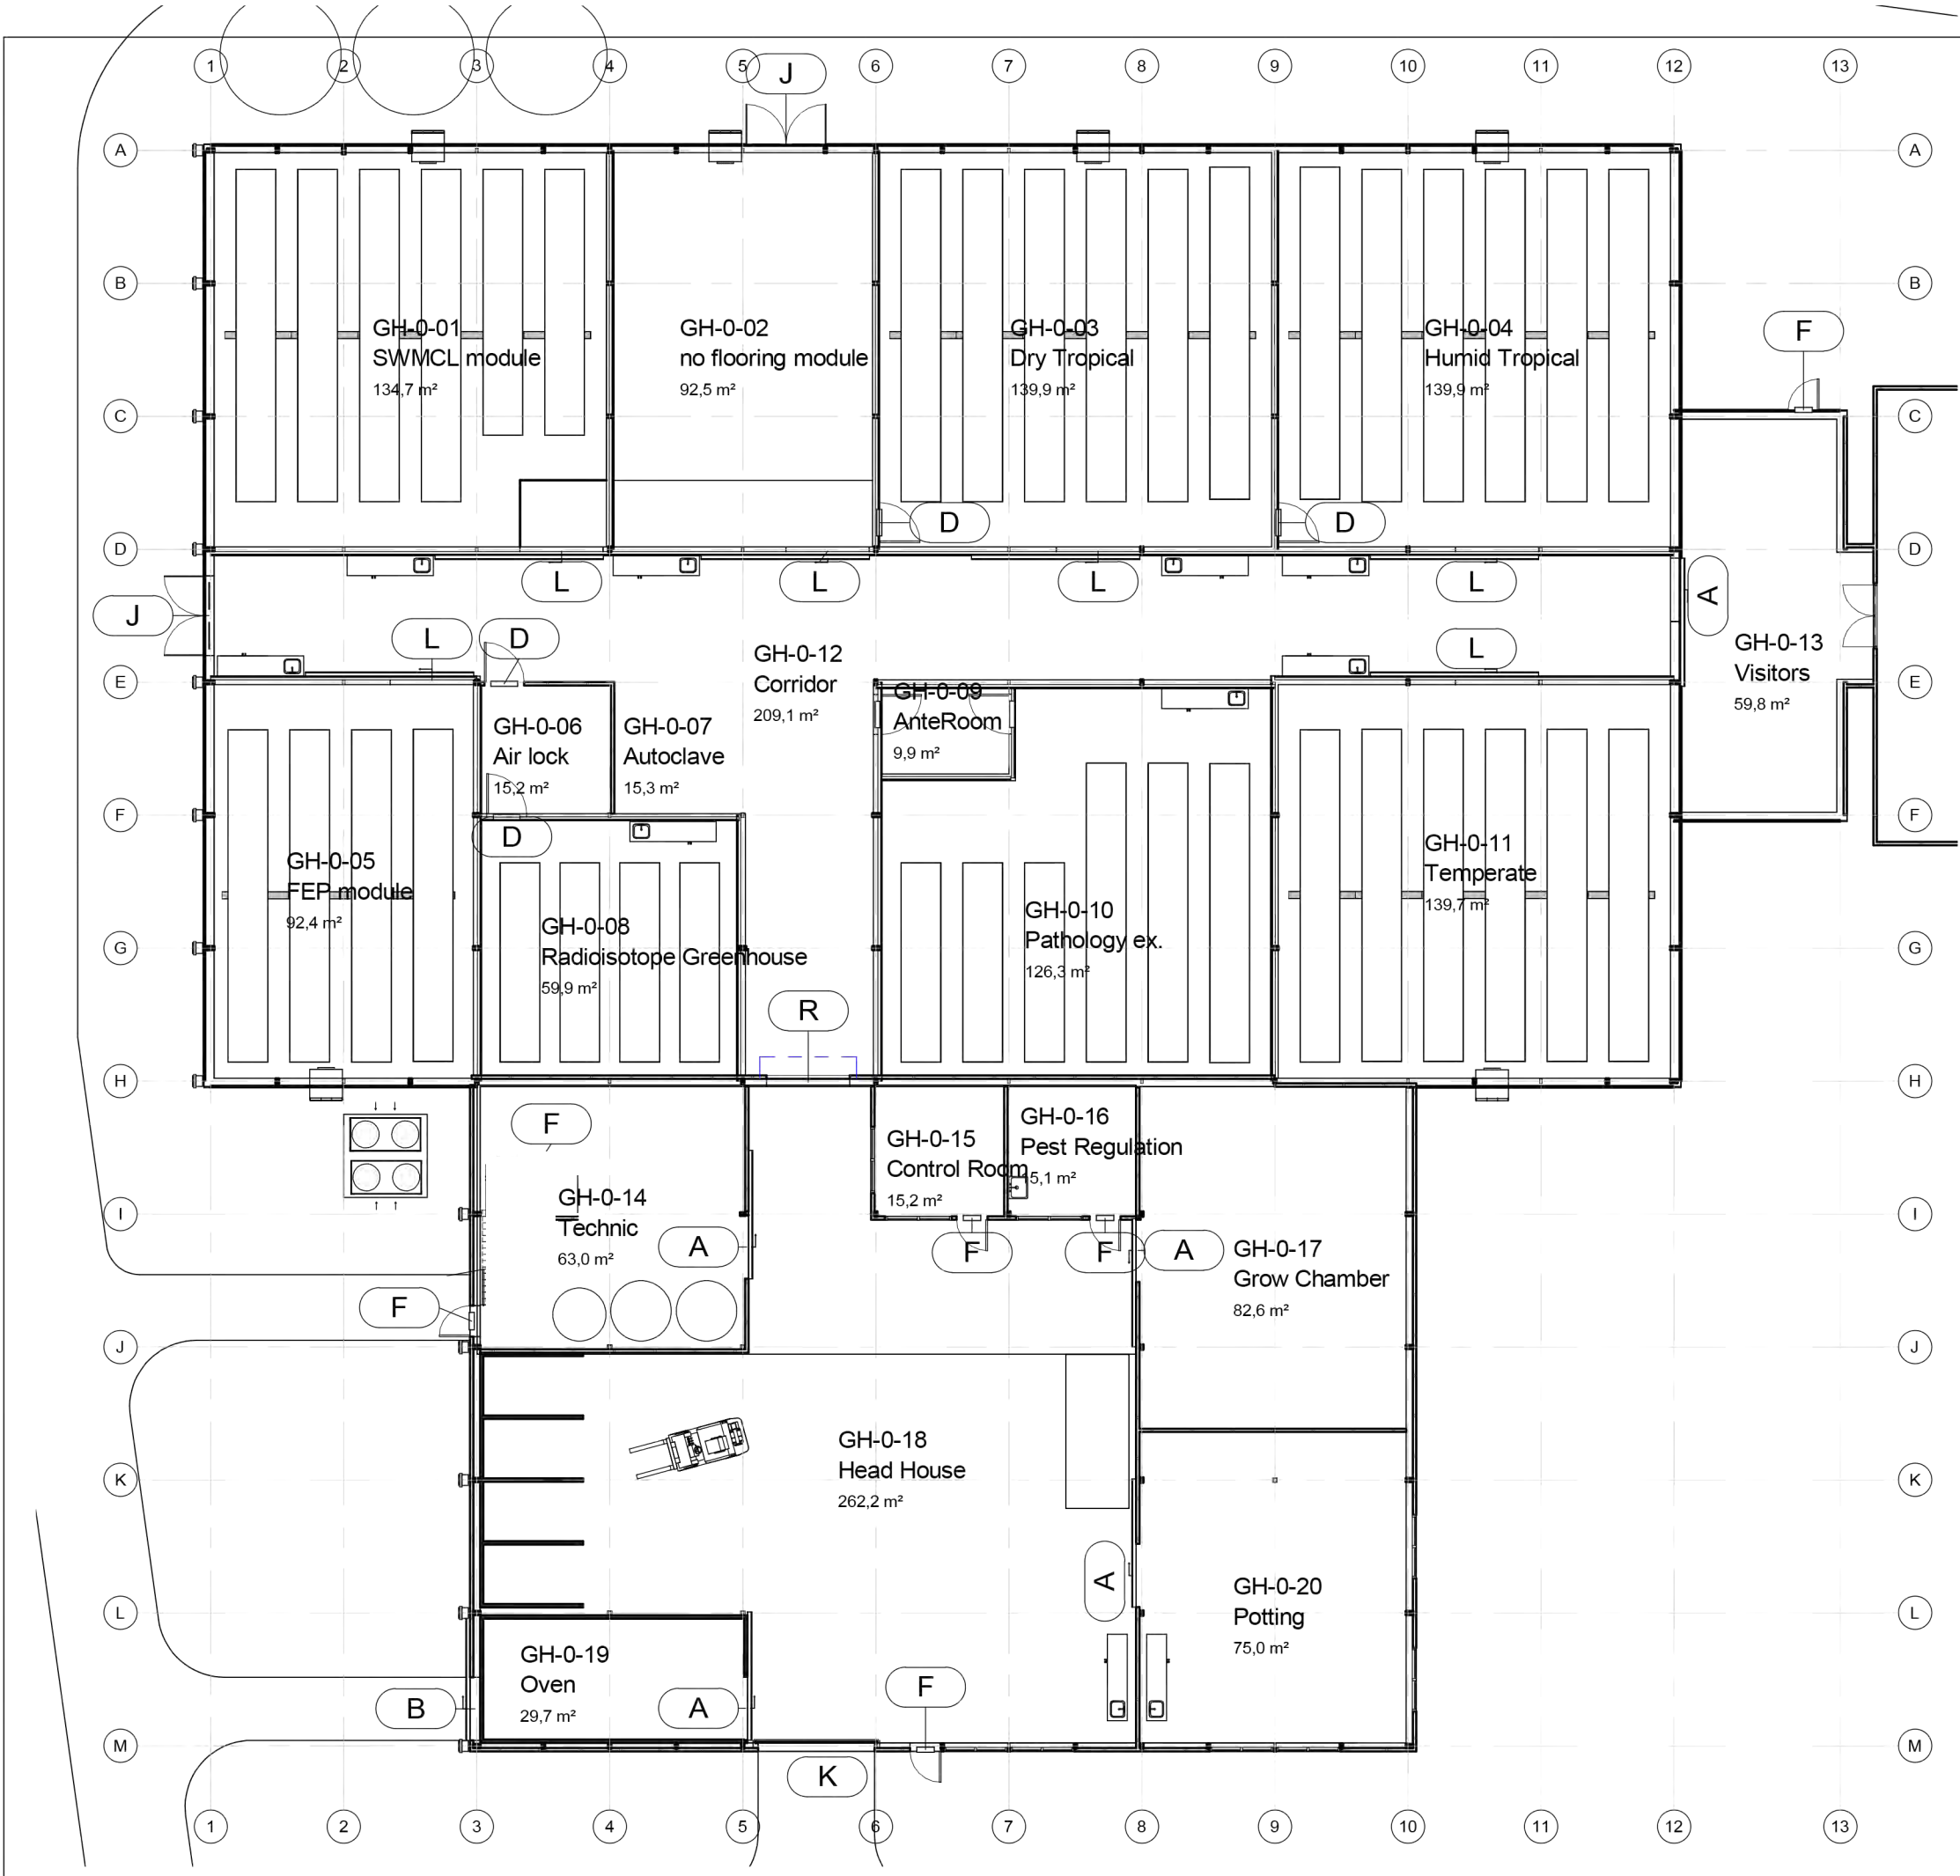 1 2 3 4 5 6 7 8 9 10 11 12 13
J
A A
B B
GH-0-01
SWMCL module
134,7 m²
GH-0-02
no flooring module
92,5 m²
GH-0-03
Dry Tropical
139,9 m²
GH-0-04
Humid Tropical
139,9 m²
F
C C
D D
D D
L L L L
A
J
L D L
GH-0-12
Corridor
209,1 m²
GH-0-13
Visitors
59,8 m²
E E
GH-0-06
Air lock
15,2 m²
GH-0-07
Autoclave
15,3 m²
GH-0-09
AnteRoom
9,9 m²
F F
D
GH-0-05
FEP module
92,4 m²
GH-0-08
Radioisotope Greenhouse
59,9 m²
GH-0-10
Pathology ex.
126,3 m²
GH-0-11
Temperate
139,7 m²
G G
R
H H
F
GH-0-14
Technic
63,0 m²
GH-0-15
Control Room
15,2 m²
GH-0-16
Pest Regulation
15,1 m²
I I
A F F A
GH-0-17
Grow Chamber
82,6 m²
F
J J
GH-0-18
Head House
262,2 m²
K K
A
GH-0-20
Potting
75,0 m²
L L
GH-0-19
Oven
29,7 m²
B A F
M M
K
1 2 3 4 5 6 7 8 9 10 11 12 13